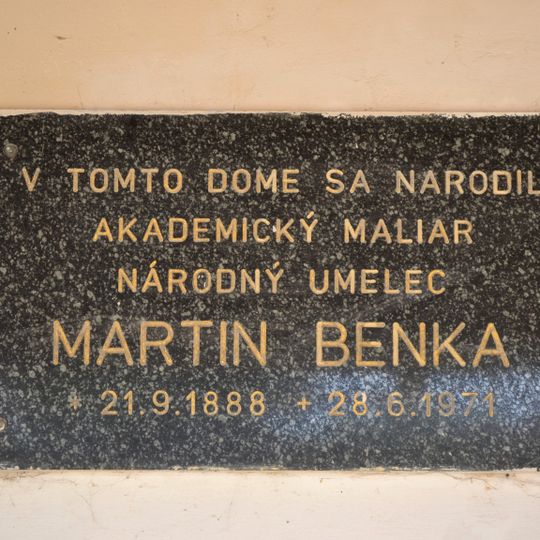 V TOMTO DOME SA NARODIL
AKADEMICKÝ MALIAR
NÁRODNÝ UMELEC
MARTIN BENKA
* 21.9.1888 + 28.6.1971